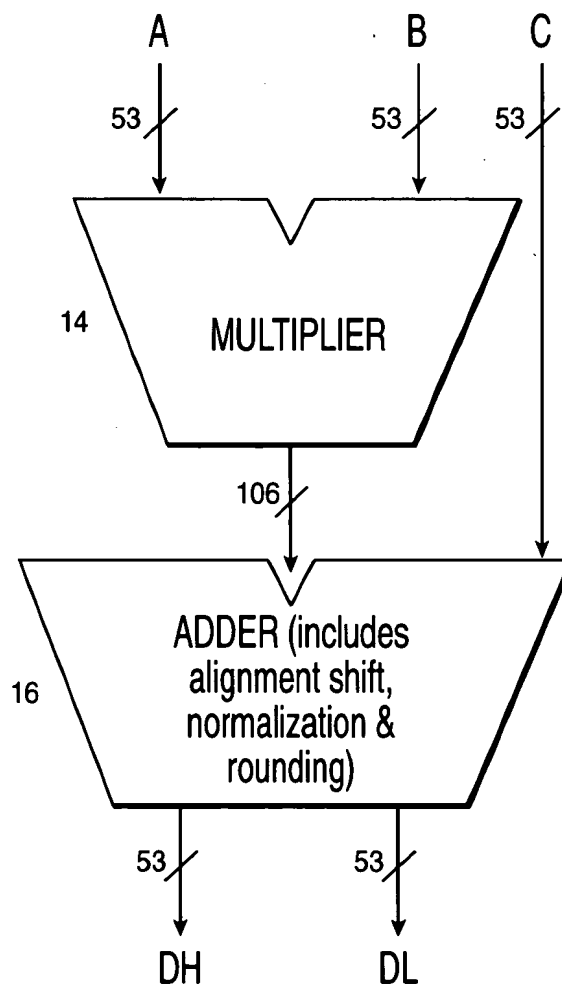 A B C
53 53 53
14
MULTIPLIER
106
ADDER (includes
alignment shift,
16
normalization &
rounding)
53 53
DH DL